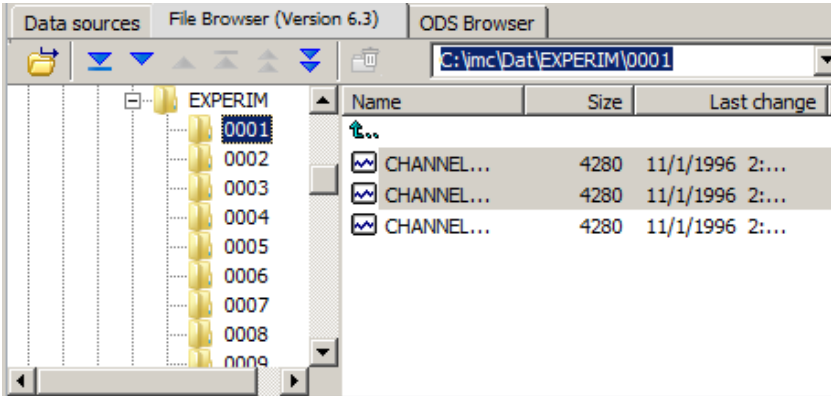 Data sources File Browser (Version 6.3) ODS Browser
C:\imc\Dat\EXPERIM\0001
EXPERIM
0001
0002
0003
0004
0005
0006
0007
0008
0009
Name Size Last change
..
CHANNEL... 4280 11/1/1996 2:...
CHANNEL... 4280 11/1/1996 2:...
CHANNEL... 4280 11/1/1996 2:...